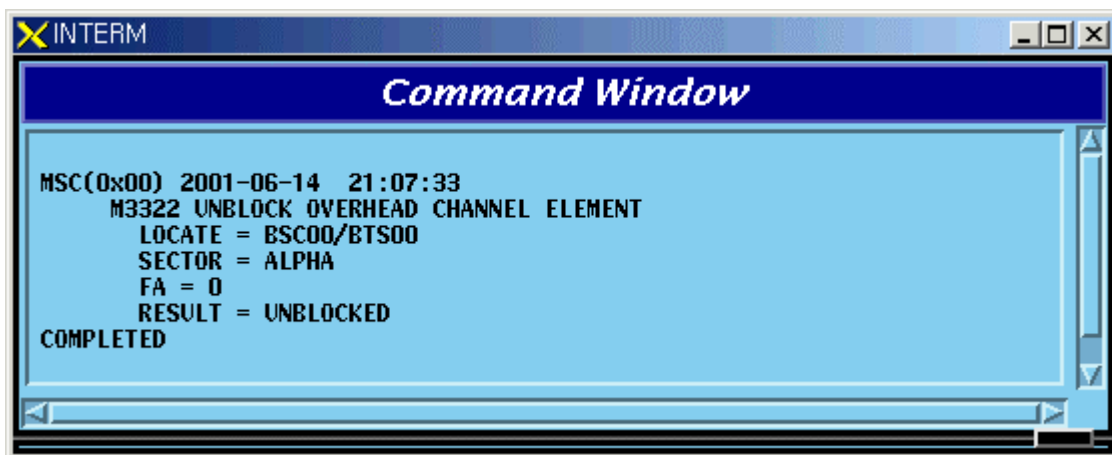 INTERM
Command Window
MSC(0x00) 2001-06-14  21:07:33
M3322 UNBLOCK OVERHEAD CHANNEL ELEMENT
LOCATE = BSC00/BTS00
SECTOR = ALPHA
FA = 0
RESULT = UNBLOCKED
COMPLETED